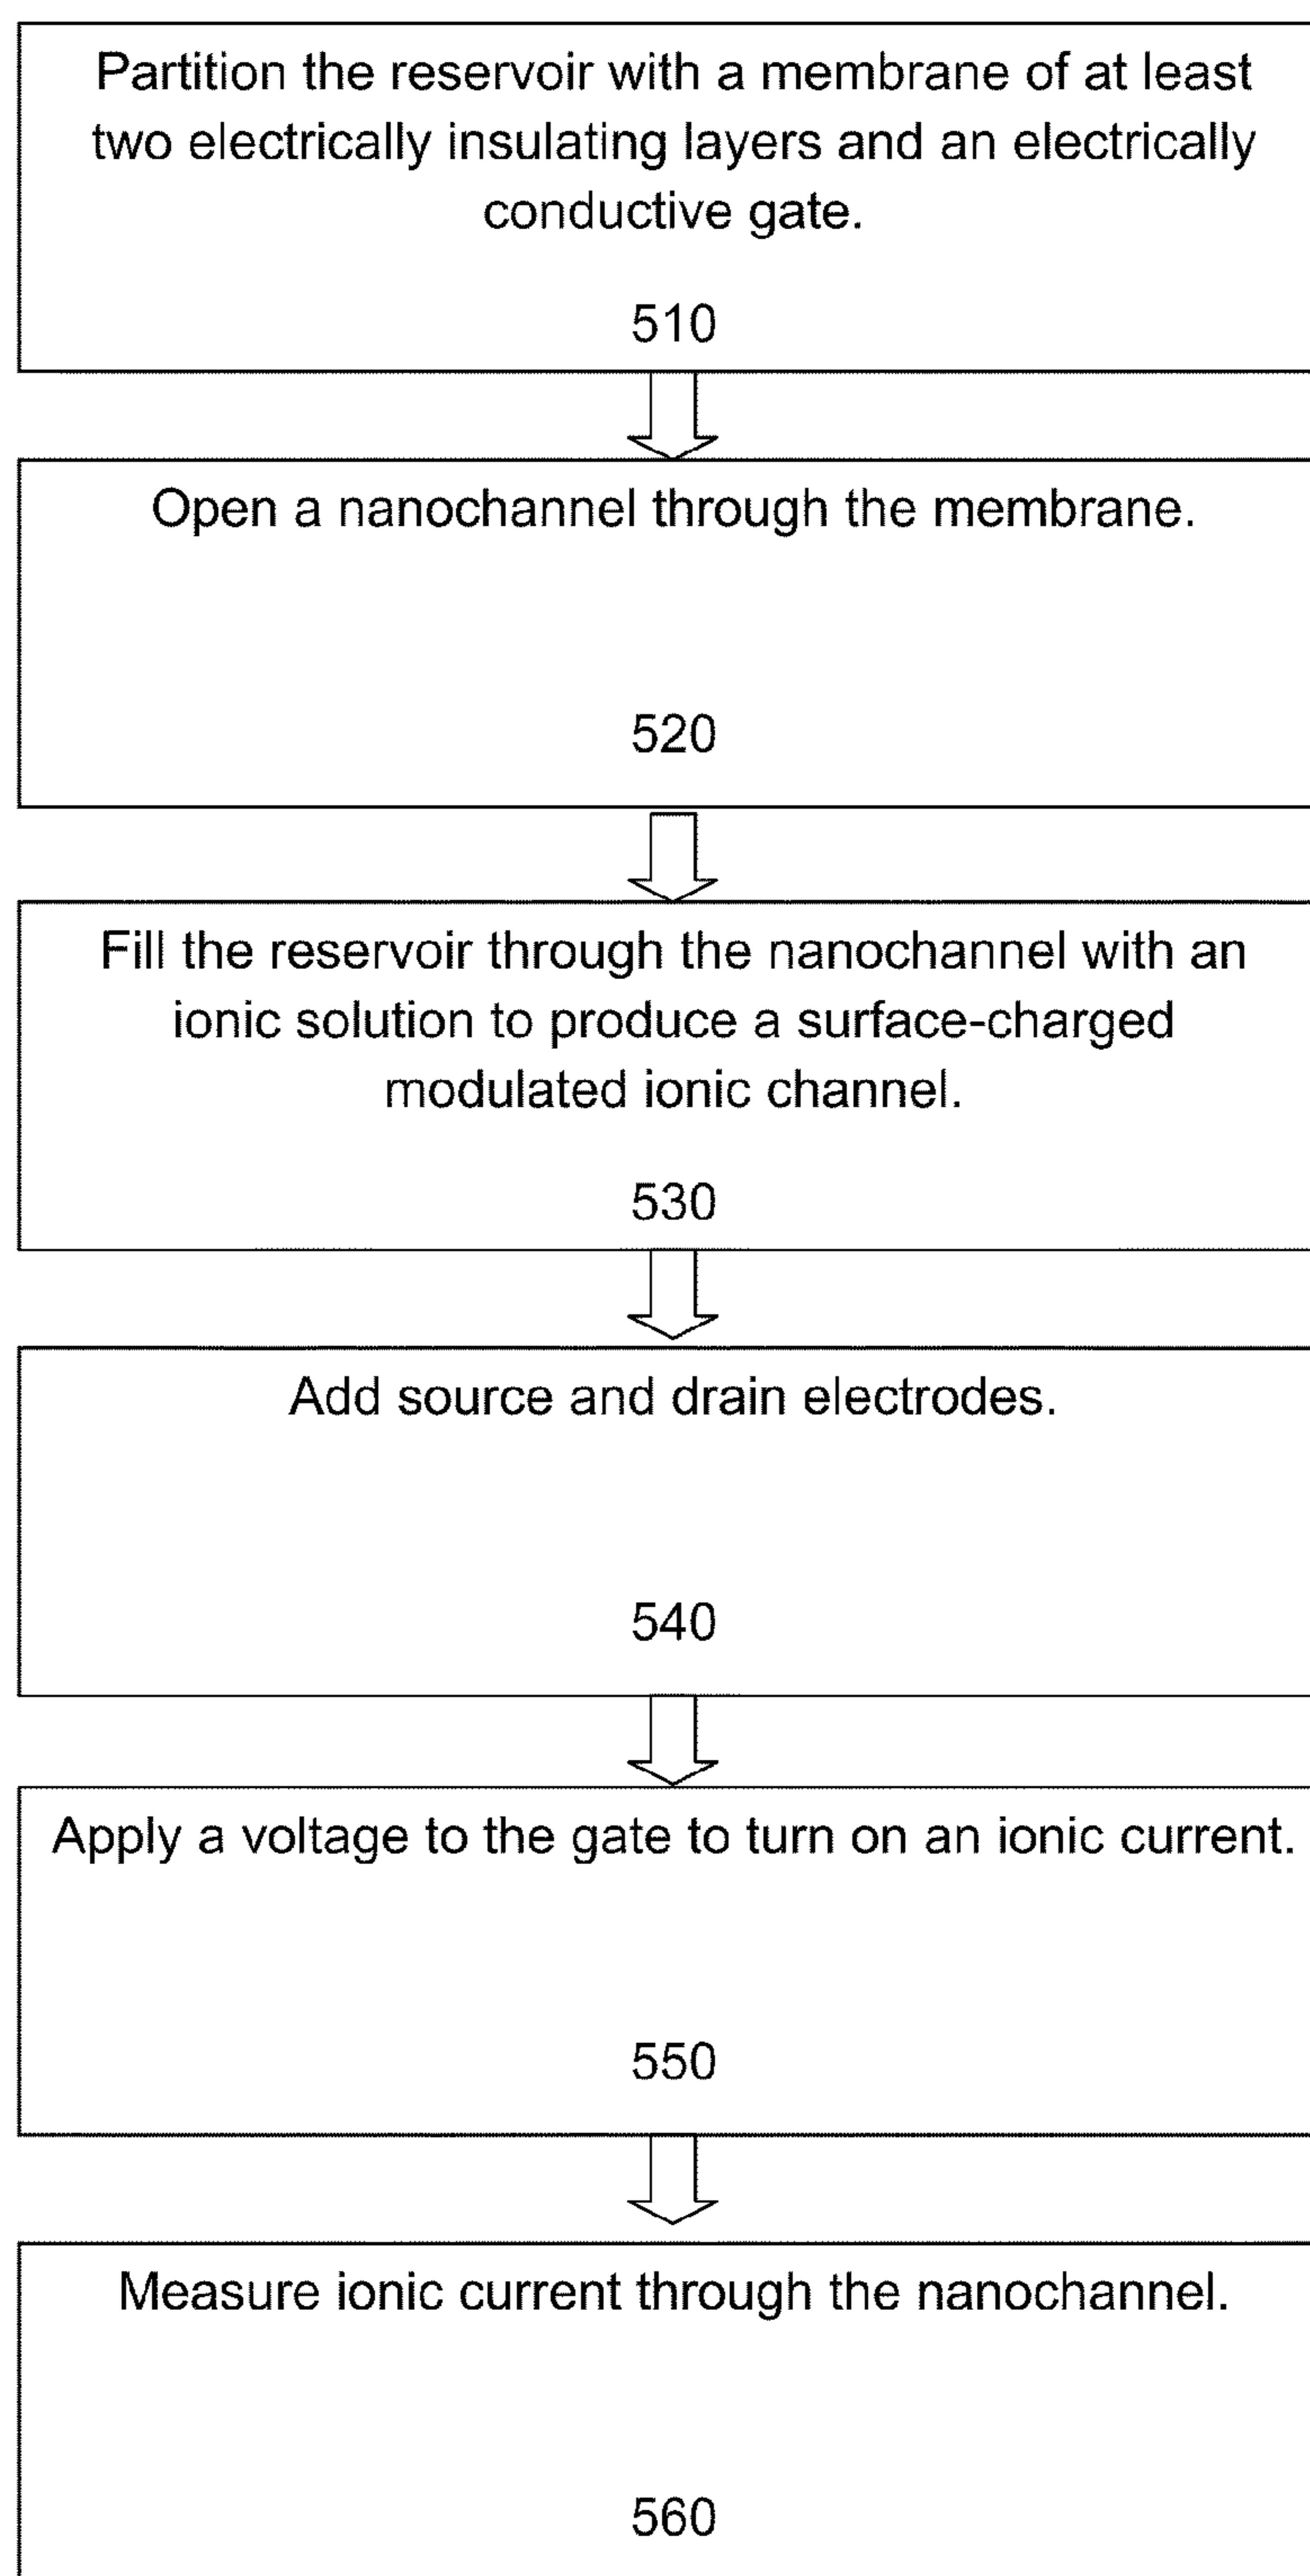 Partition the reservoir with a membrane of at least
two electrically insulating layers and an electrically
conductive gate.
510
Open a nanochannel through the membrane.
520
Fill the reservoir through the nanochannel with an
ionic solution to produce a surface-charged
modulated ionic channel.
530
Add source and drain electrodes.
540
Apply a voltage to the gate to turn on an ionic current.
550
Measure ionic current through the nanochannel.
560